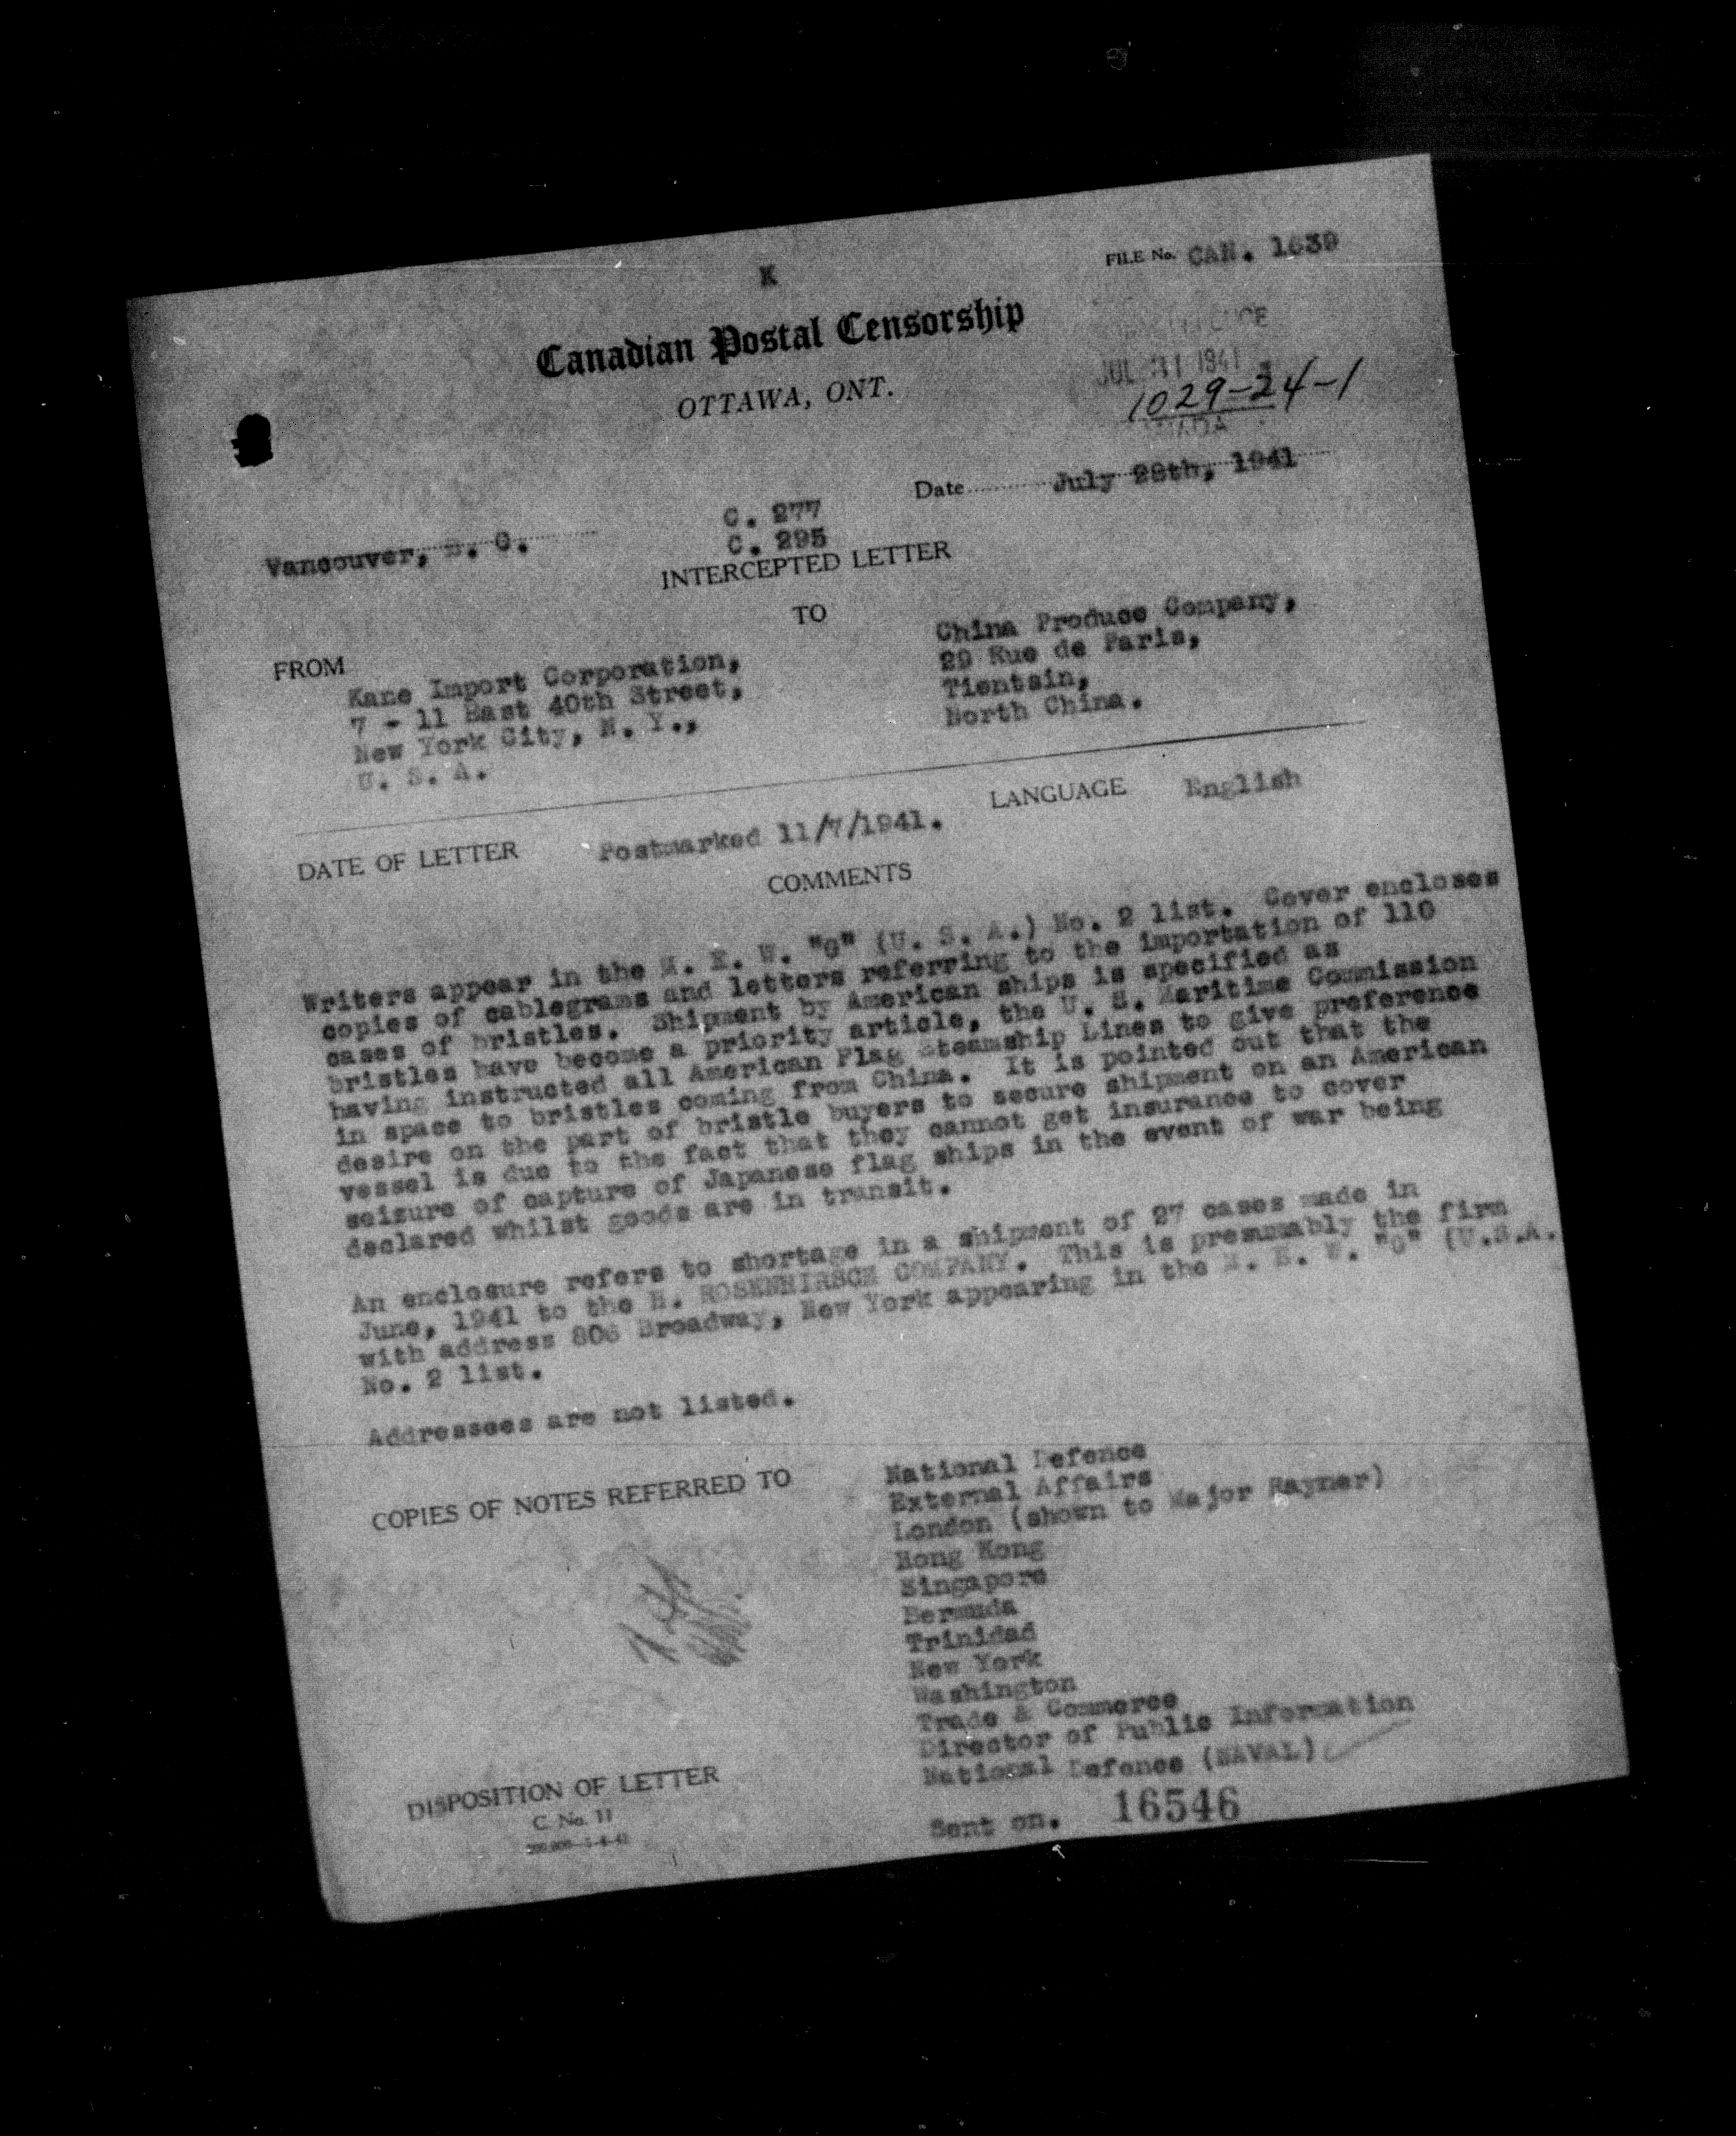 K
FILE No. CAN. 1639
Canadian Postal Censorship
OTTAWA, ONT.
JUL 31 1941
1029-24-1
Date July 28th, 1941
C. 277
Vancouver, B. C.
C. 295
INTERCEPTED LETTER
TO
FROM
Kane Import Corporation,
7 - 11 East 40th Street,
New York City, N. Y.,
U. S. A.
China Produce Company,
29 Rue de Paris,
Tientsin,
North China.
DATE OF LETTER Postmarked 11/7/1941.
LANGUAGE English
COMMENTS
Writers appear in the M. E. W. "G" (U. S. A.) No. 2 list. Cover encloses
copies of cablegrams and letters referring to the importation of 110
cases of bristles. Shipment by American ships is specified as
bristles have become a priority article, the U. S. Maritime Commission
having instructed all American Flag Steamship Lines to give preference
in space to bristles coming from China. It is pointed out that the
desire on the part of bristle buyers to secure shipment on an American
vessel is due to the fact that they cannot get insurance to cover
seizure of capture of Japanese flag ships in the event of war being
declared whilst goods are in transit.
An enclosure refers to shortage in a shipment of 27 cases made in
June, 1941 to the H. ROSENHIRSCH COMPANY. This is presumably the firm
with address 806 Broadway, New York appearing in the M. E. W. "G" (U.S.A.
No. 2 list.
Addressees are not listed.
COPIES OF NOTES REFERRED TO
National Defence
External Affairs
London (shown to Major Rayner)
Hong Kong
Singapore
Bermuda
Trinidad
New York
Washington
Trade & Commerce
Director of Public Information
National Defence (NAVAL)
DISPOSITION OF LETTER
C. No. 11
Sent on. 16546